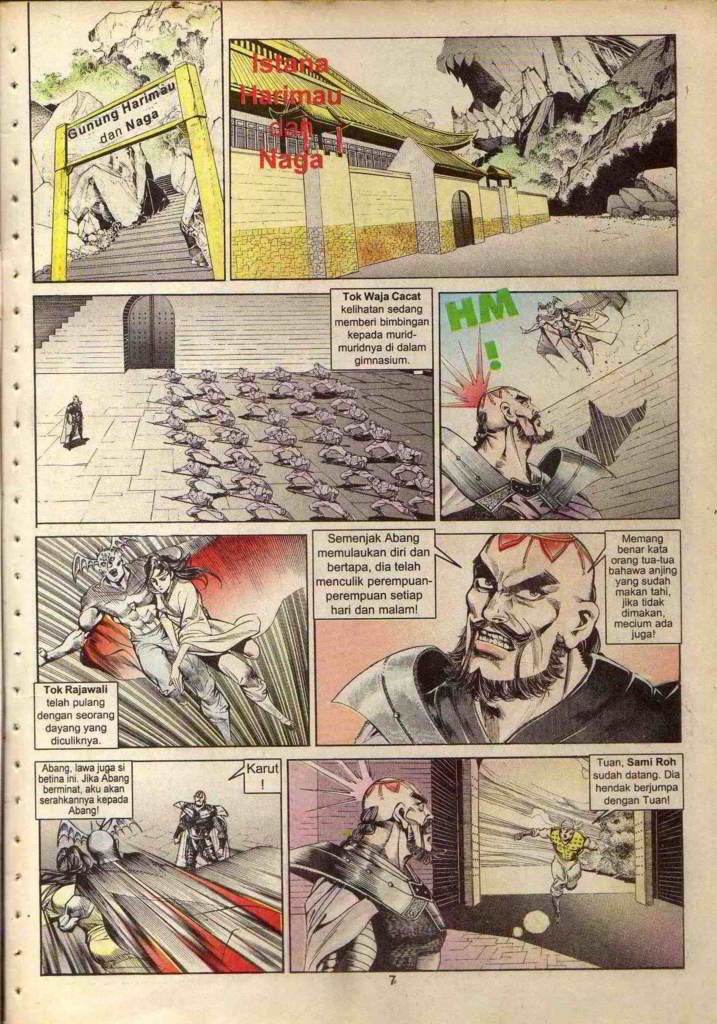 Gunung Harimau
dan Naga
Istana
Harimau
dan
Naga
Tok Waja Cacat
kelihatan sedang
memberi bimbingan
kepada murid-
muridnya di dalam
gimnasium.
HM
!
Tok Rajawali
telah pulang
dengan seorang
dayang yang
diculiknya.
Semenjak Abang
memulaukan diri dan
bertapa, dia telah
menculik perempuan-
perempuan setiap
hari dan malam!
Memang
benar kata
orang tua-tua
bahawa anjing
yang sudah
makan tahi,
jika tidak
dimakan,
mecium ada
juga!
Abang, lawa juga si
betina ini. Jika Abang
berminat, aku akan
serahkannya kepada
Abang!
Karut
!
Tuan, Sami Roh
sudah datang. Dia
hendak berjumpa
dengan Tuan!
7